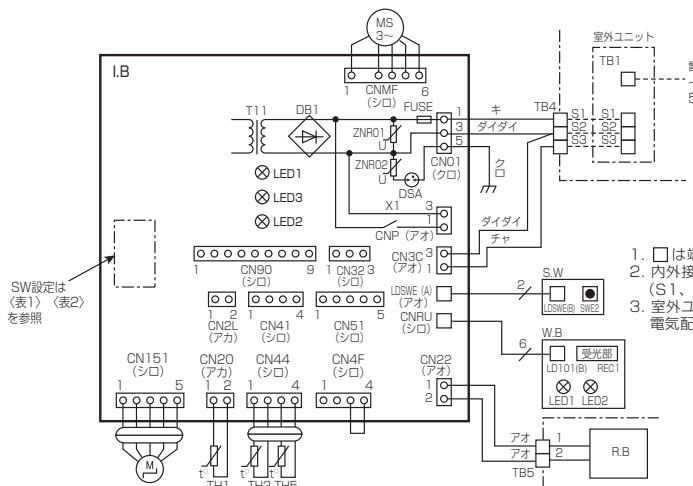 MS
3～
室外ユニット
I.B
TB1
1
CNMF
(シロ)
6
FUSE
T11
DB1
ZNR01
U
1
キ
TB4
S1
S1
3
ダイダイ
S2
S2
5
S3
S3
ZNR02
U
CN01
(クロ)
クロ
DSA
LED1
LED3
LED2
X1
3
1
CNP (アオ)
ダイダイ
チャ
CN3C
(アオ)
3
1
1
CN90
(シロ)
9
1
CN32
(シロ)
3
SW設定は
〈表1〉〈表2〉
を参照
LDSWE (A)
(アオ)
2
S.W
LDSWE(B)
SWE2
1. □は端
2. 内外接
(S1、
3. 室外ユ
電気配
1
2
CN2L
(アカ)
1
4
CN41
(シロ)
1
5
CN51
(シロ)
CNRU
(シロ)
6
W.B
受光部
LD101(B)
REC1
LED1
LED2
CN151
(シロ)
1
5
CN20
(アカ)
1
2
CN44
(シロ)
1
4
CN4F
(シロ)
1
4
CN22
(アオ)
1
2
アオ
1
アオ
2
TB5
R.B
M
t°
TH1
t°
TH2
t°
TH5